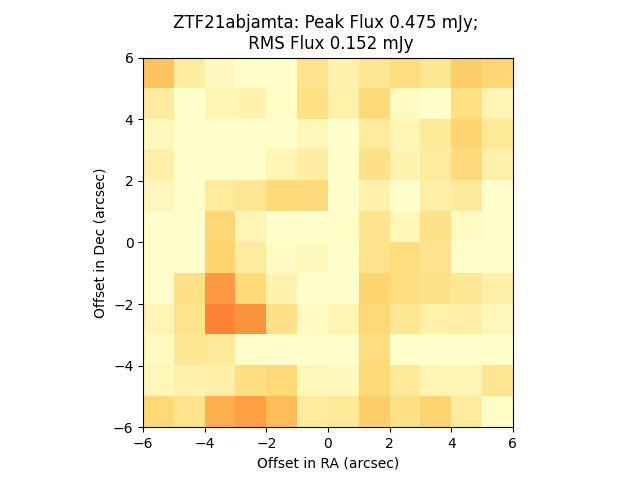 ZTF21abjamta: Peak Flux 0.475 mJy;
RMS Flux 0.152 mJy
6
4
2
0
−2
−4
−6
Offset in Dec (arcsec)
−6 −4 −2 0 2 4 6
Offset in RA (arcsec)